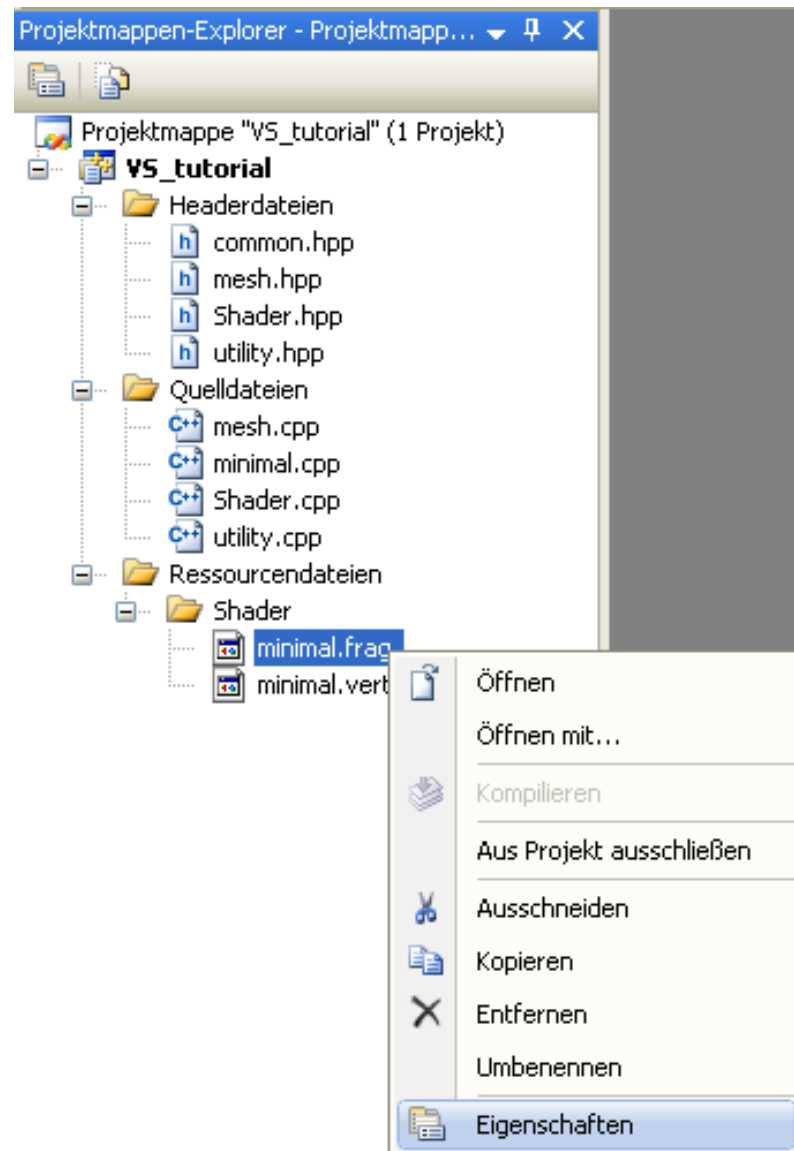 Projektmappen-Explorer - Projektmapp...
Projektmappe "VS_tutorial" (1 Projekt)
VS_tutorial
Headerdateien
common.hpp
mesh.hpp
Shader.hpp
utility.hpp
Quelldateien
mesh.cpp
minimal.cpp
Shader.cpp
utility.cpp
Ressourcendateien
Shader
minimal.frag
minimal.vert
Öffnen
Öffnen mit...
Kompilieren
Aus Projekt ausschließen
Ausschneiden
Kopieren
Entfernen
Umbenennen
Eigenschaften